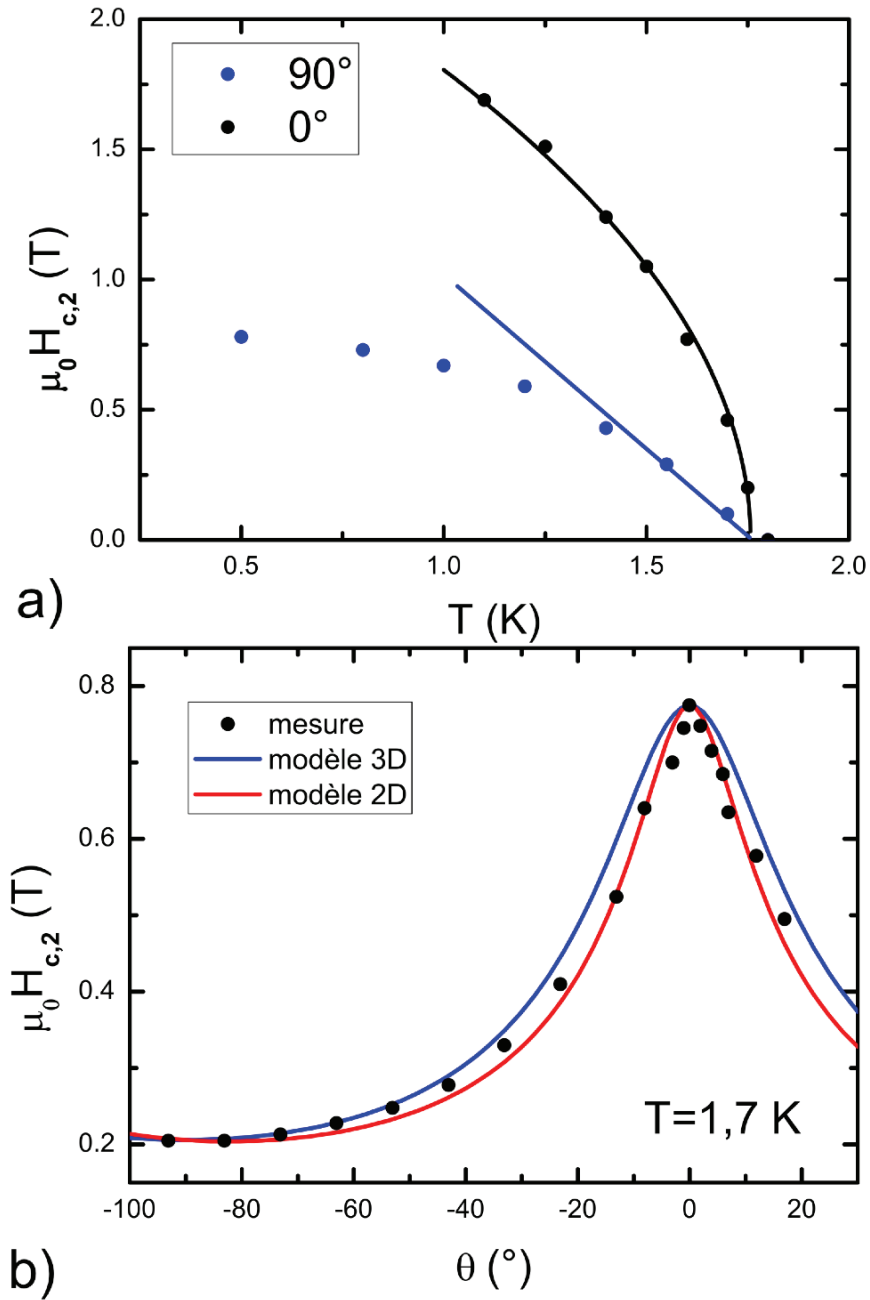 2.0
1.5
1.0
0.5
0.0
μ0Hc,2 (T)
90°
0°
0.5 1.0 1.5 2.0
T (K)
a)
0.8
0.6
0.4
0.2
μ0Hc,2 (T)
mesure
modèle 3D
modèle 2D
T=1,7 K
-100 -80 -60 -40 -20 0 20
θ (°)
b)